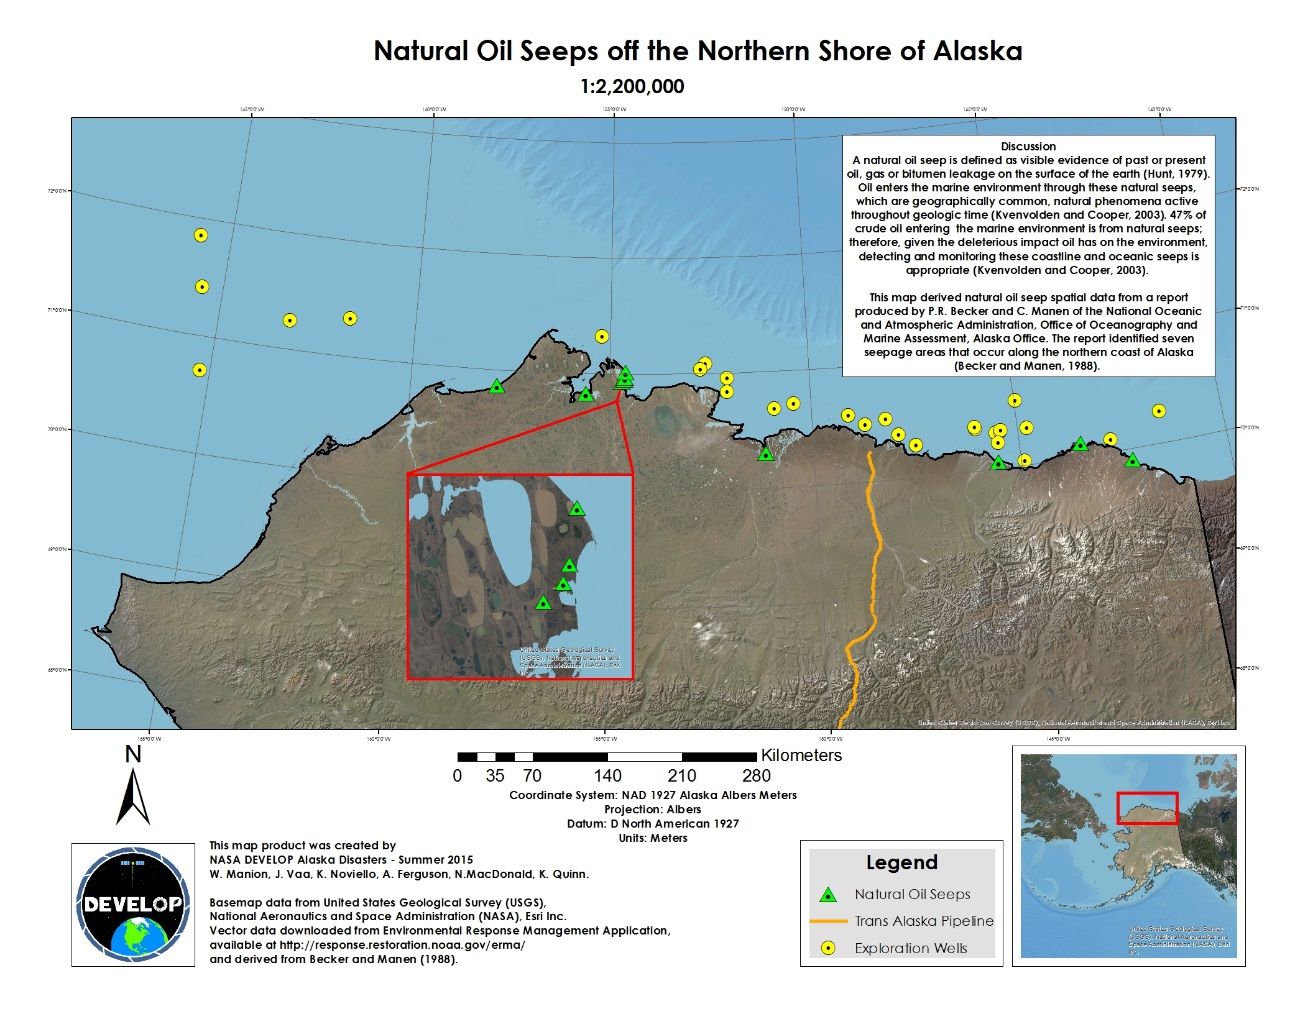 Natural Oil Seeps off the Northern Shore of Alaska
1:2,200,000
Discussion
A natural oil seep is defined as visible evidence of past or present
oil, gas or bitumen leakage on the surface of the earth (Hunt, 1979).
Oil enters the marine environment through these natural seeps,
which are geographically common, natural phenomena active
throughout geologic time (Kvenvolden and Cooper, 2003). 47% of
crude oil entering the marine environment is from natural seeps;
therefore, given the deleterious impact oil has on the environment,
detecting and monitoring these coastline and oceanic seeps is
appropriate (Kvenvolden and Cooper, 2003).
This map derived natural oil seep spatial data from a report
produced by P.R. Becker and C. Manen of the National Oceanic
and Atmospheric Administration, Office of Oceanography and
Marine Assessment, Alaska Office. The report identified seven
seepage areas that occur along the northern coast of Alaska
(Becker and Manen, 1988).
N
Kilometers
0 35 70 140 210 280
Coordinate System: NAD 1927 Alaska Albers Meters
Projection: Albers
Datum: D North American 1927
Units: Meters
DEVELOP
This map product was created by
NASA DEVELOP Alaska Disasters - Summer 2015
W. Manion, J. Vaa, K. Noviello, A. Ferguson, N.MacDonald, K. Quinn.
Basemap data from United States Geological Survey (USGS),
National Aeronautics and Space Administration (NASA), Esri Inc.
Vector data downloaded from Environmental Response Management Application,
available at http://response.restoration.noaa.gov/erma/
and derived from Becker and Manen (1988).
Legend
Natural Oil Seeps
Trans Alaska Pipeline
Exploration Wells